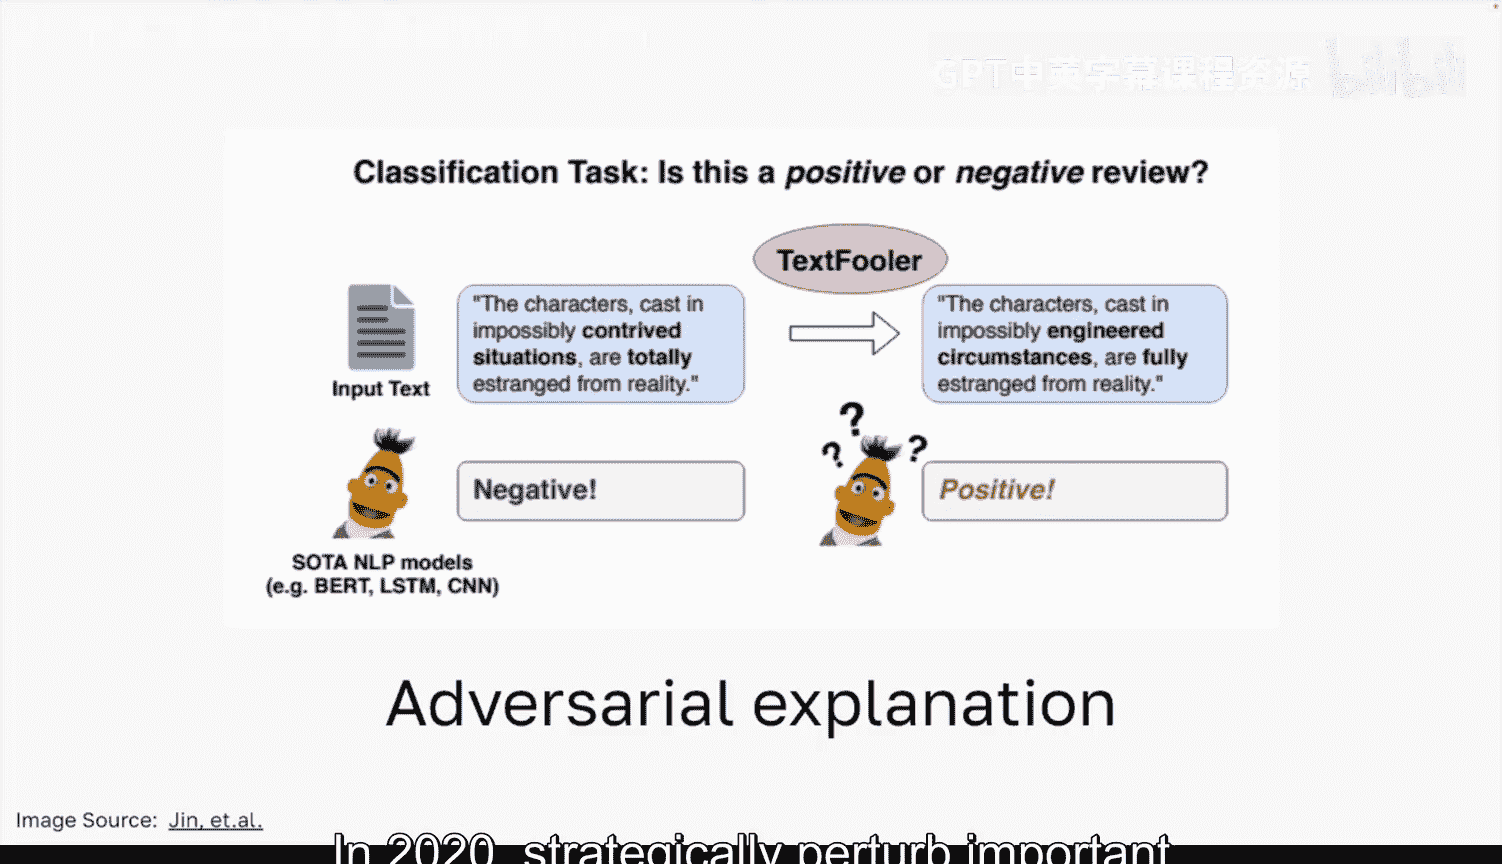 GPT中英字幕课程资源
Classification Task: Is this a positive or negative review?
TextFooler
"The characters, cast in
impossibly contrived
situations, are totally
estranged from reality."
"The characters, cast in
impossibly engineered
circumstances, are fully
estranged from reality."
Input Text
? ? ?
Negative!
Positive!
SOTA NLP models
(e.g. BERT, LSTM, CNN)
Adversarial explanation
Image Source: Jin, et.al.
In 2020, strategically perturb important